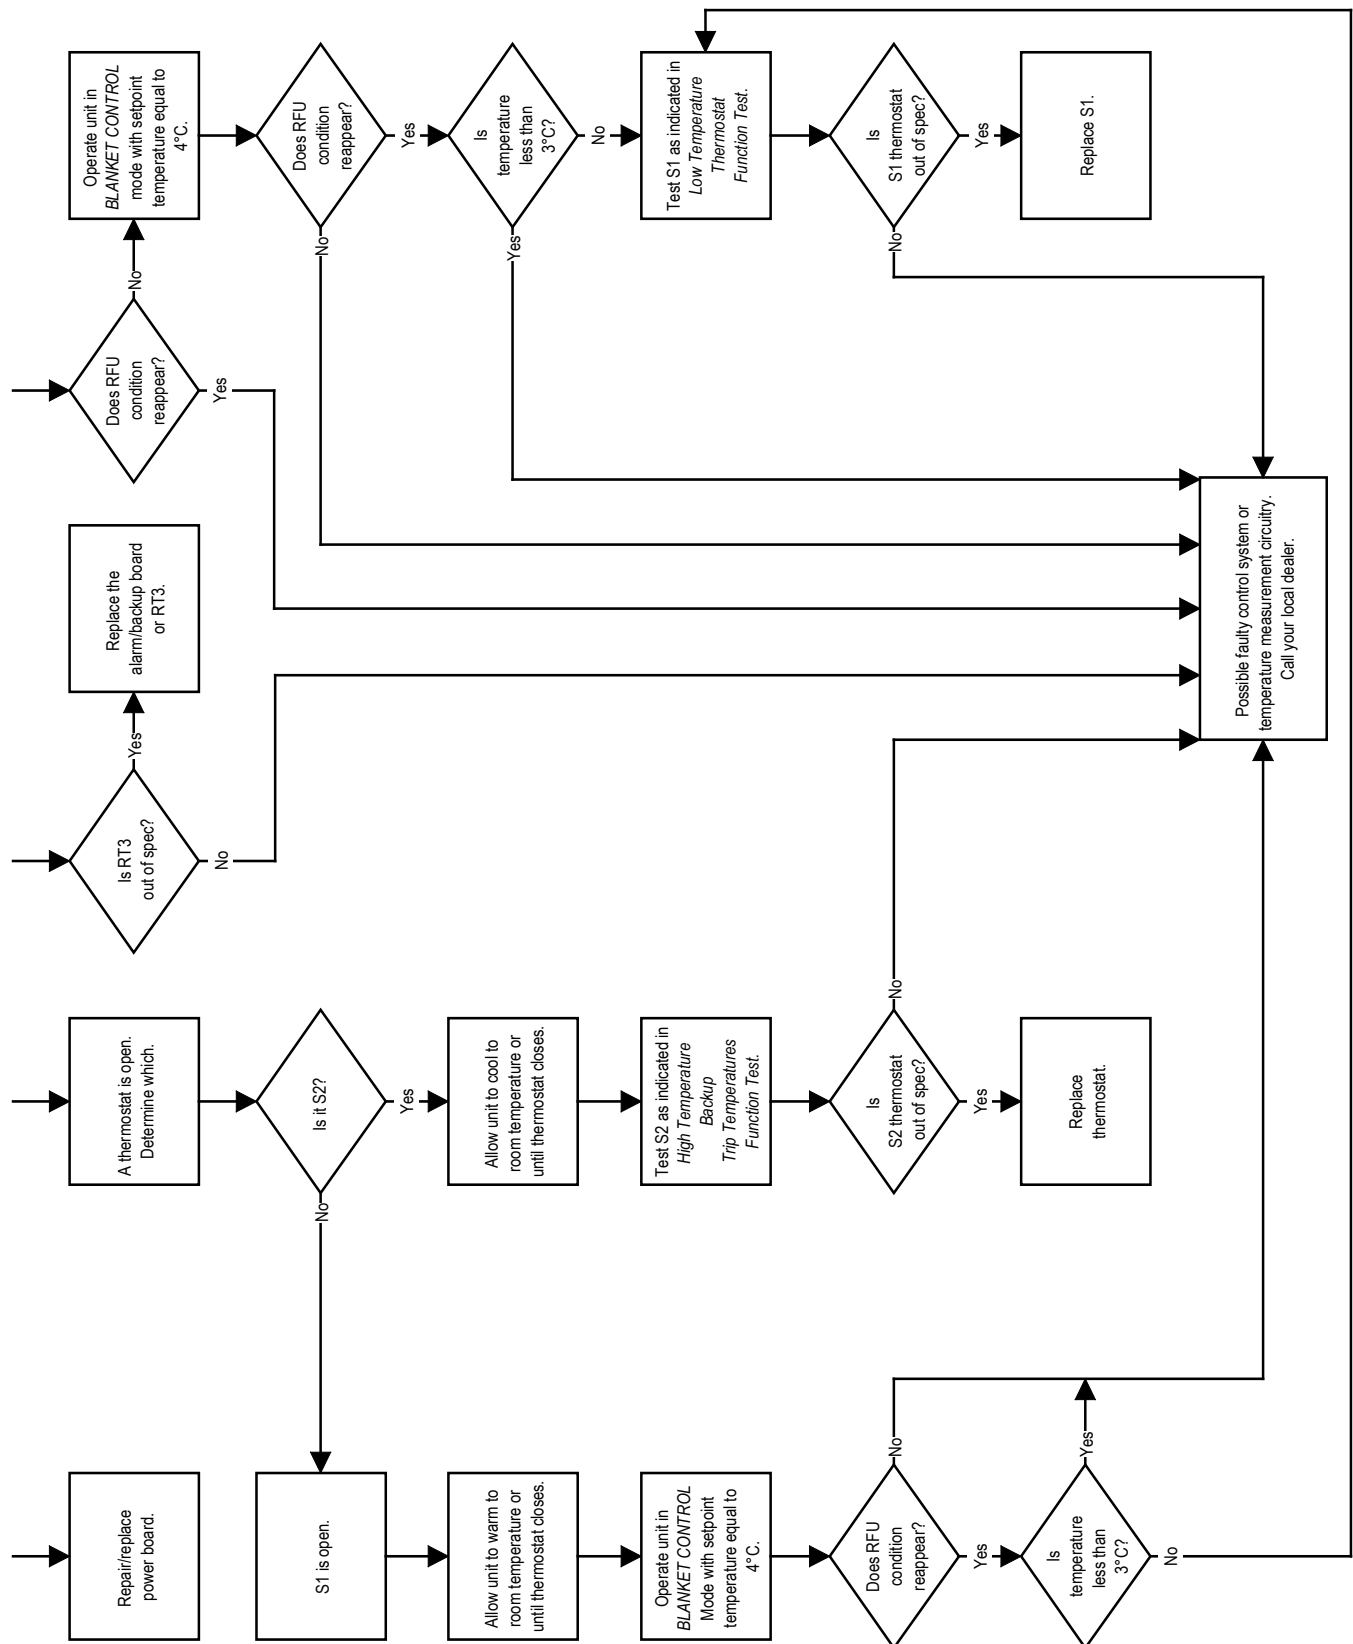 Repair/replace
power board.
S1 is open.
Allow unit to warm to
room temperature or
until thermostat closes.
Operate unit in
BLANKET CONTROL
Mode with setpoint
temperature equal to
4°C.
Does RFU
condition
reappear?
No
Yes
Is
temperature
less than
3°C?
Yes
No
A thermostat is open.
Determine which.
Is it S2?
No
Yes
Allow unit to cool to
room temperature or
until thermostat closes.
Test S2 as indicated in
High Temperature
Backup
Trip Temperatures
Function Test.
Is
S2 thermostat
out of spec?
No
Yes
Replace
thermostat.
Is RT3
out of spec?
Yes
No
Replace the
alarm/backup board
or RT3.
Possible faulty control system or
temperature measurement circuitry.
Call your local dealer.
Does RFU
condition
reappear?
No
Yes
Operate unit in
BLANKET CONTROL
mode with setpoint
temperature equal to
4°C.
Does RFU
condition
reappear?
No
Yes
Is
temperature
less than
3°C?
Yes
No
Test S1 as indicated in
Low Temperature
Thermostat
Function Test.
Is
S1 thermostat
out of spec?
No
Yes
Replace S1.